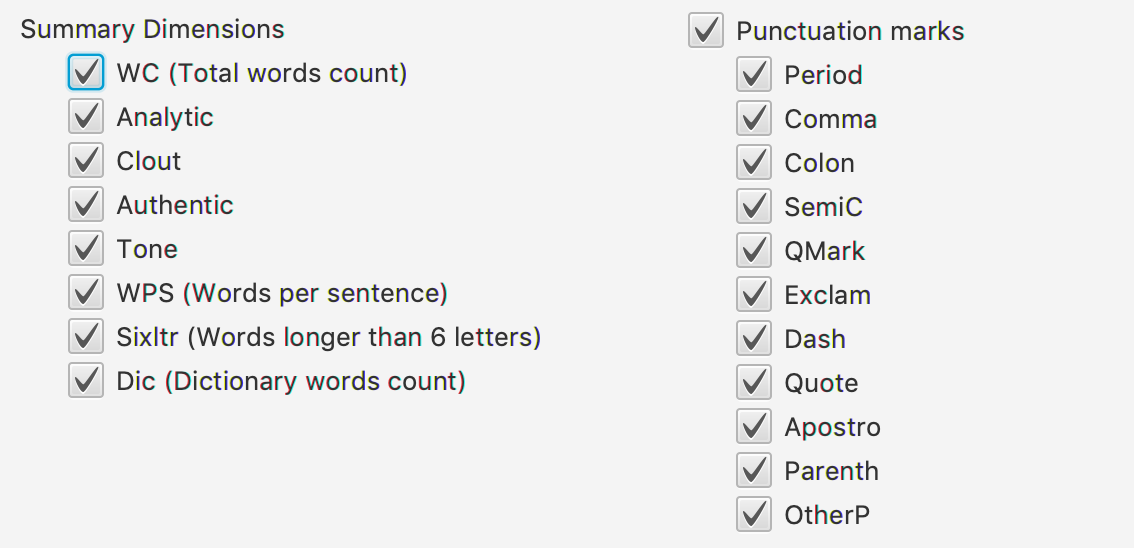 Summary Dimensions
WC (Total words count)
Analytic
Clout
Authentic
Tone
WPS (Words per sentence)
Sixltr (Words longer than 6 letters)
Dic (Dictionary words count)
Punctuation marks
Period
Comma
Colon
SemiC
QMark
Exclam
Dash
Quote
Apostro
Parenth
OtherP